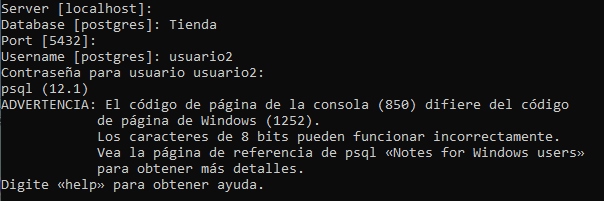 Server [localhost]:
Database [postgres]: Tienda
Port [5432]:
Username [postgres]: usuario2
Contraseña para usuario usuario2:
psql (12.1)
ADVERTENCIA: El código de página de la consola (850) difiere del código
de página de Windows (1252).
Los caracteres de 8 bits pueden funcionar incorrectamente.
Vea la página de referencia de psql «Notes for Windows users»
para obtener más detalles.
Digite «help» para obtener ayuda.